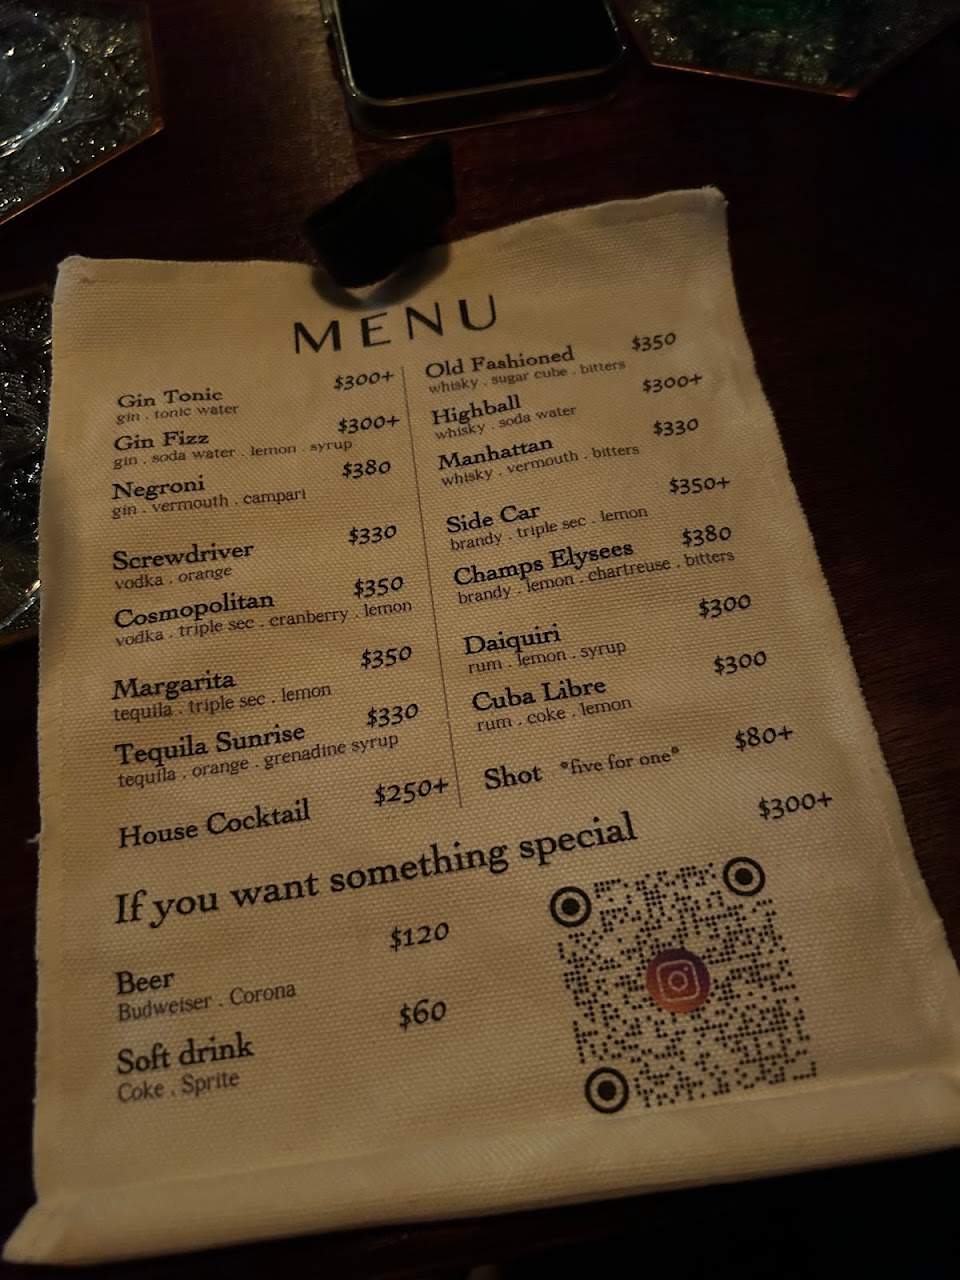 MENU
Gin Tonic $300+
gin . tonic water
Gin Fizz $300+
gin . soda water . lemon . syrup
Negroni $380
gin . vermouth . campari
Screwdriver $330
vodka . orange
Cosmopolitan $350
vodka . triple sec . cranberry . lemon
Margarita $350
tequila . triple sec . lemon
Tequila Sunrise $330
tequila . orange . grenadine syrup
House Cocktail $250+
Old Fashioned $350
whisky . sugar cube . bitters
Highball $300+
whisky . soda water
Manhattan $330
whisky . vermouth . bitters
Side Car $350+
brandy . triple sec . lemon
Champs Elysees $380
brandy . lemon . chartreuse . bitters
Daiquiri $300
rum . lemon . syrup
Cuba Libre $300
rum . coke . lemon
Shot *five for one* $80+
If you want something special $300+
Beer $120
Budweiser . Corona
Soft drink $60
Coke . Sprite